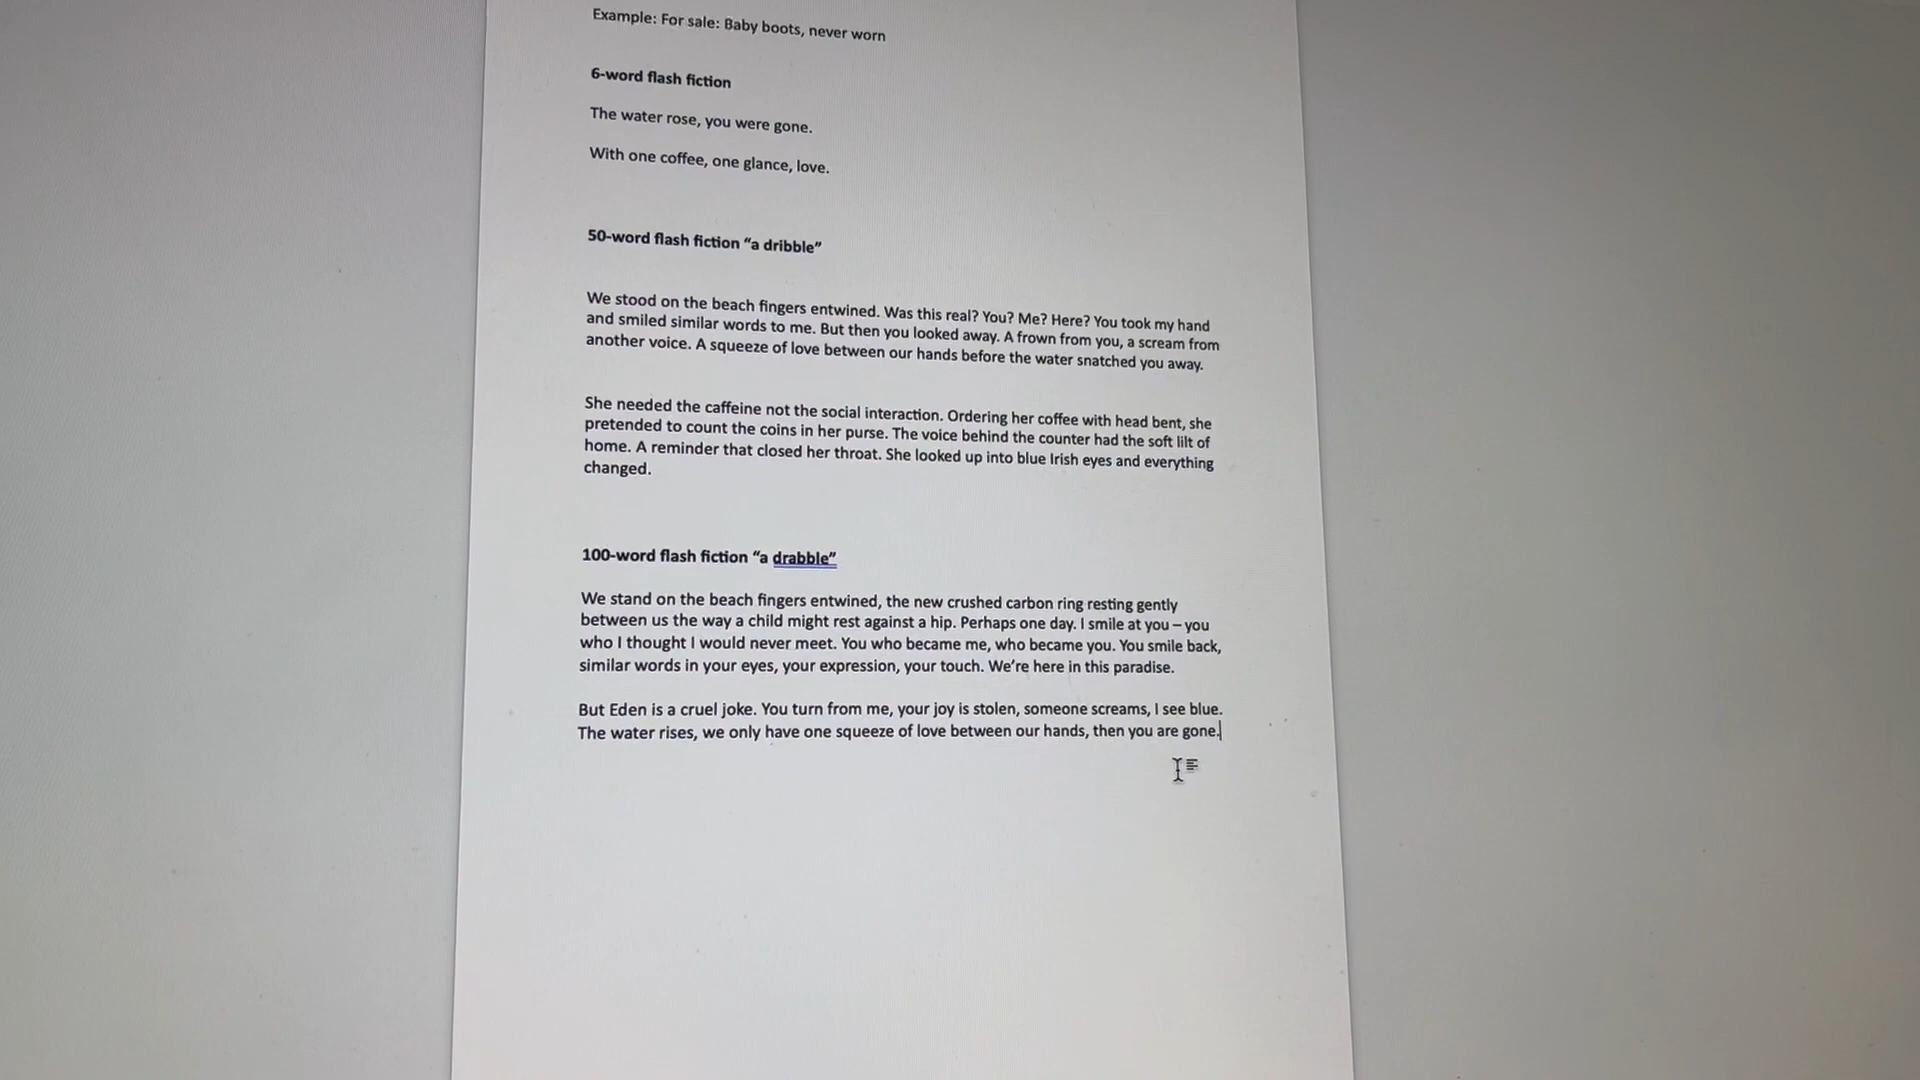 Example: For sale: Baby boots, never worn
6-word flash fiction
The water rose, you were gone.
With one coffee, one glance, love.
50-word flash fiction “a dribble”
We stood on the beach fingers entwined. Was this real? You? Me? Here? You took my hand
and smiled similar words to me. But then you looked away. A frown from you, a scream from
another voice. A squeeze of love between our hands before the water snatched you away.
She needed the caffeine not the social interaction. Ordering her coffee with head bent, she
pretended to count the coins in her purse. The voice behind the counter had the soft lilt of
home. A reminder that closed her throat. She looked up into blue Irish eyes and everything
changed.
100-word flash fiction “a drabble”
We stand on the beach fingers entwined, the new crushed carbon ring resting gently
between us the way a child might rest against a hip. Perhaps one day. I smile at you – you
who I thought I would never meet. You who became me, who became you. You smile back,
similar words in your eyes, your expression, your touch. We’re here in this paradise.
But Eden is a cruel joke. You turn from me, your joy is stolen, someone screams, I see blue.
The water rises, we only have one squeeze of love between our hands, then you are gone.